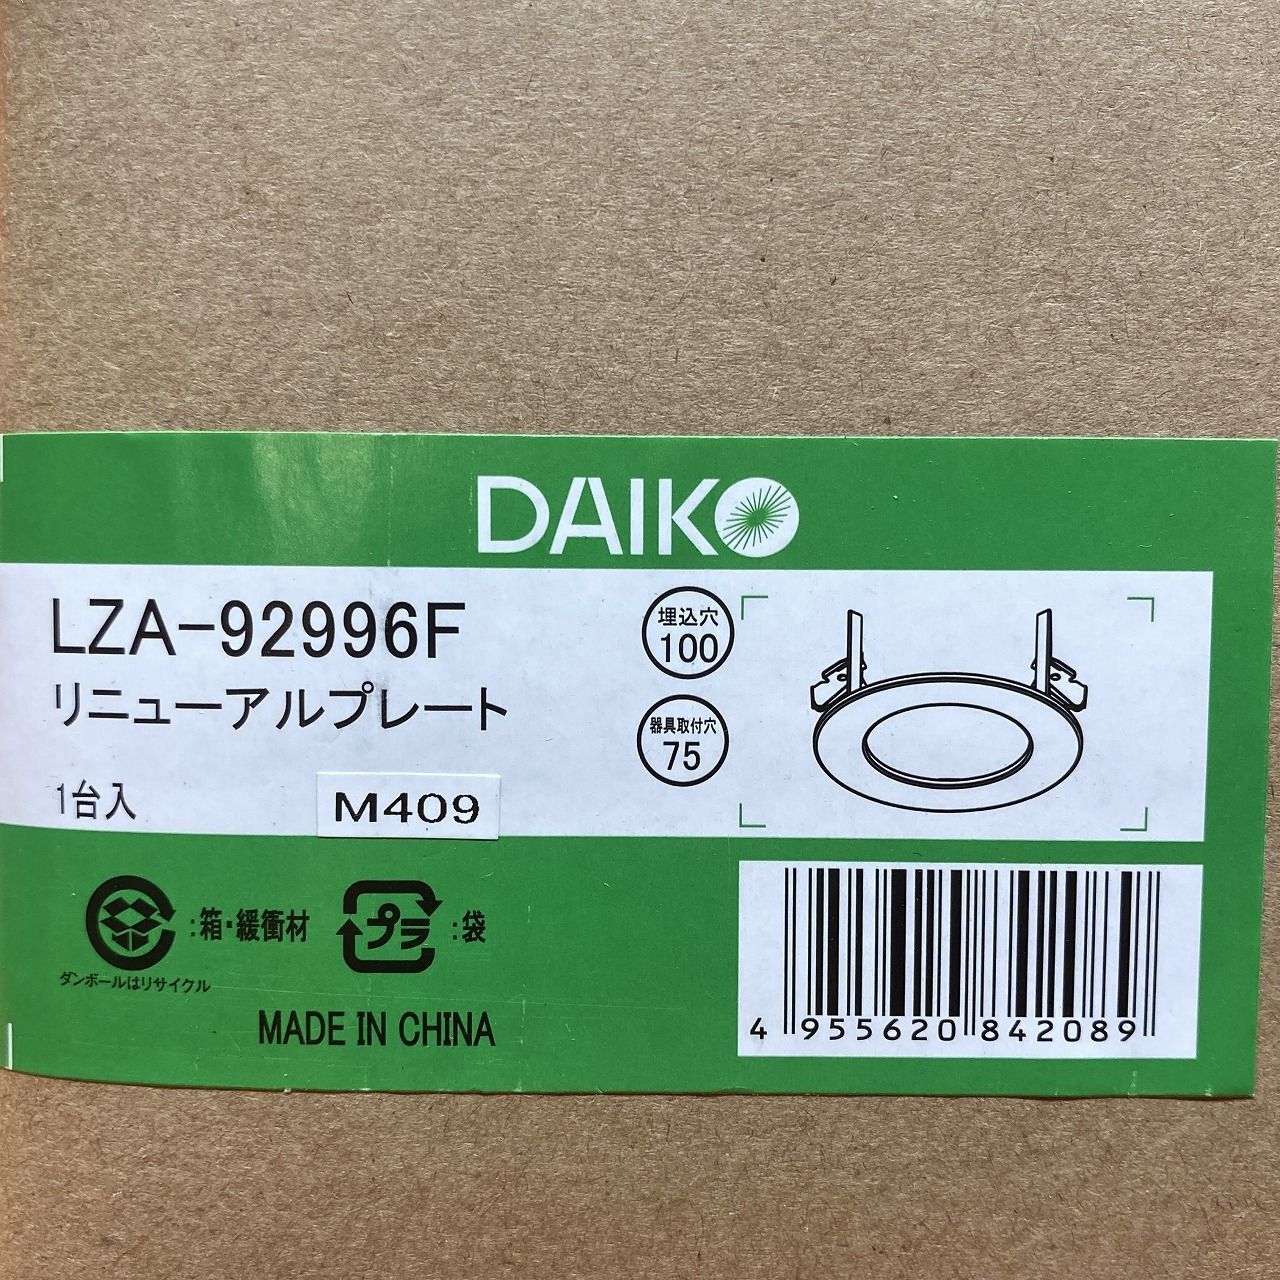 DAIKO
LZA-92996F
リニューアルプレート
1台入
M409
埋込穴
100
器具取付穴
75
:箱・緩衝材
ダンボールはリサイクル
プラ
:袋
MADE IN CHINA
4 955620 842089